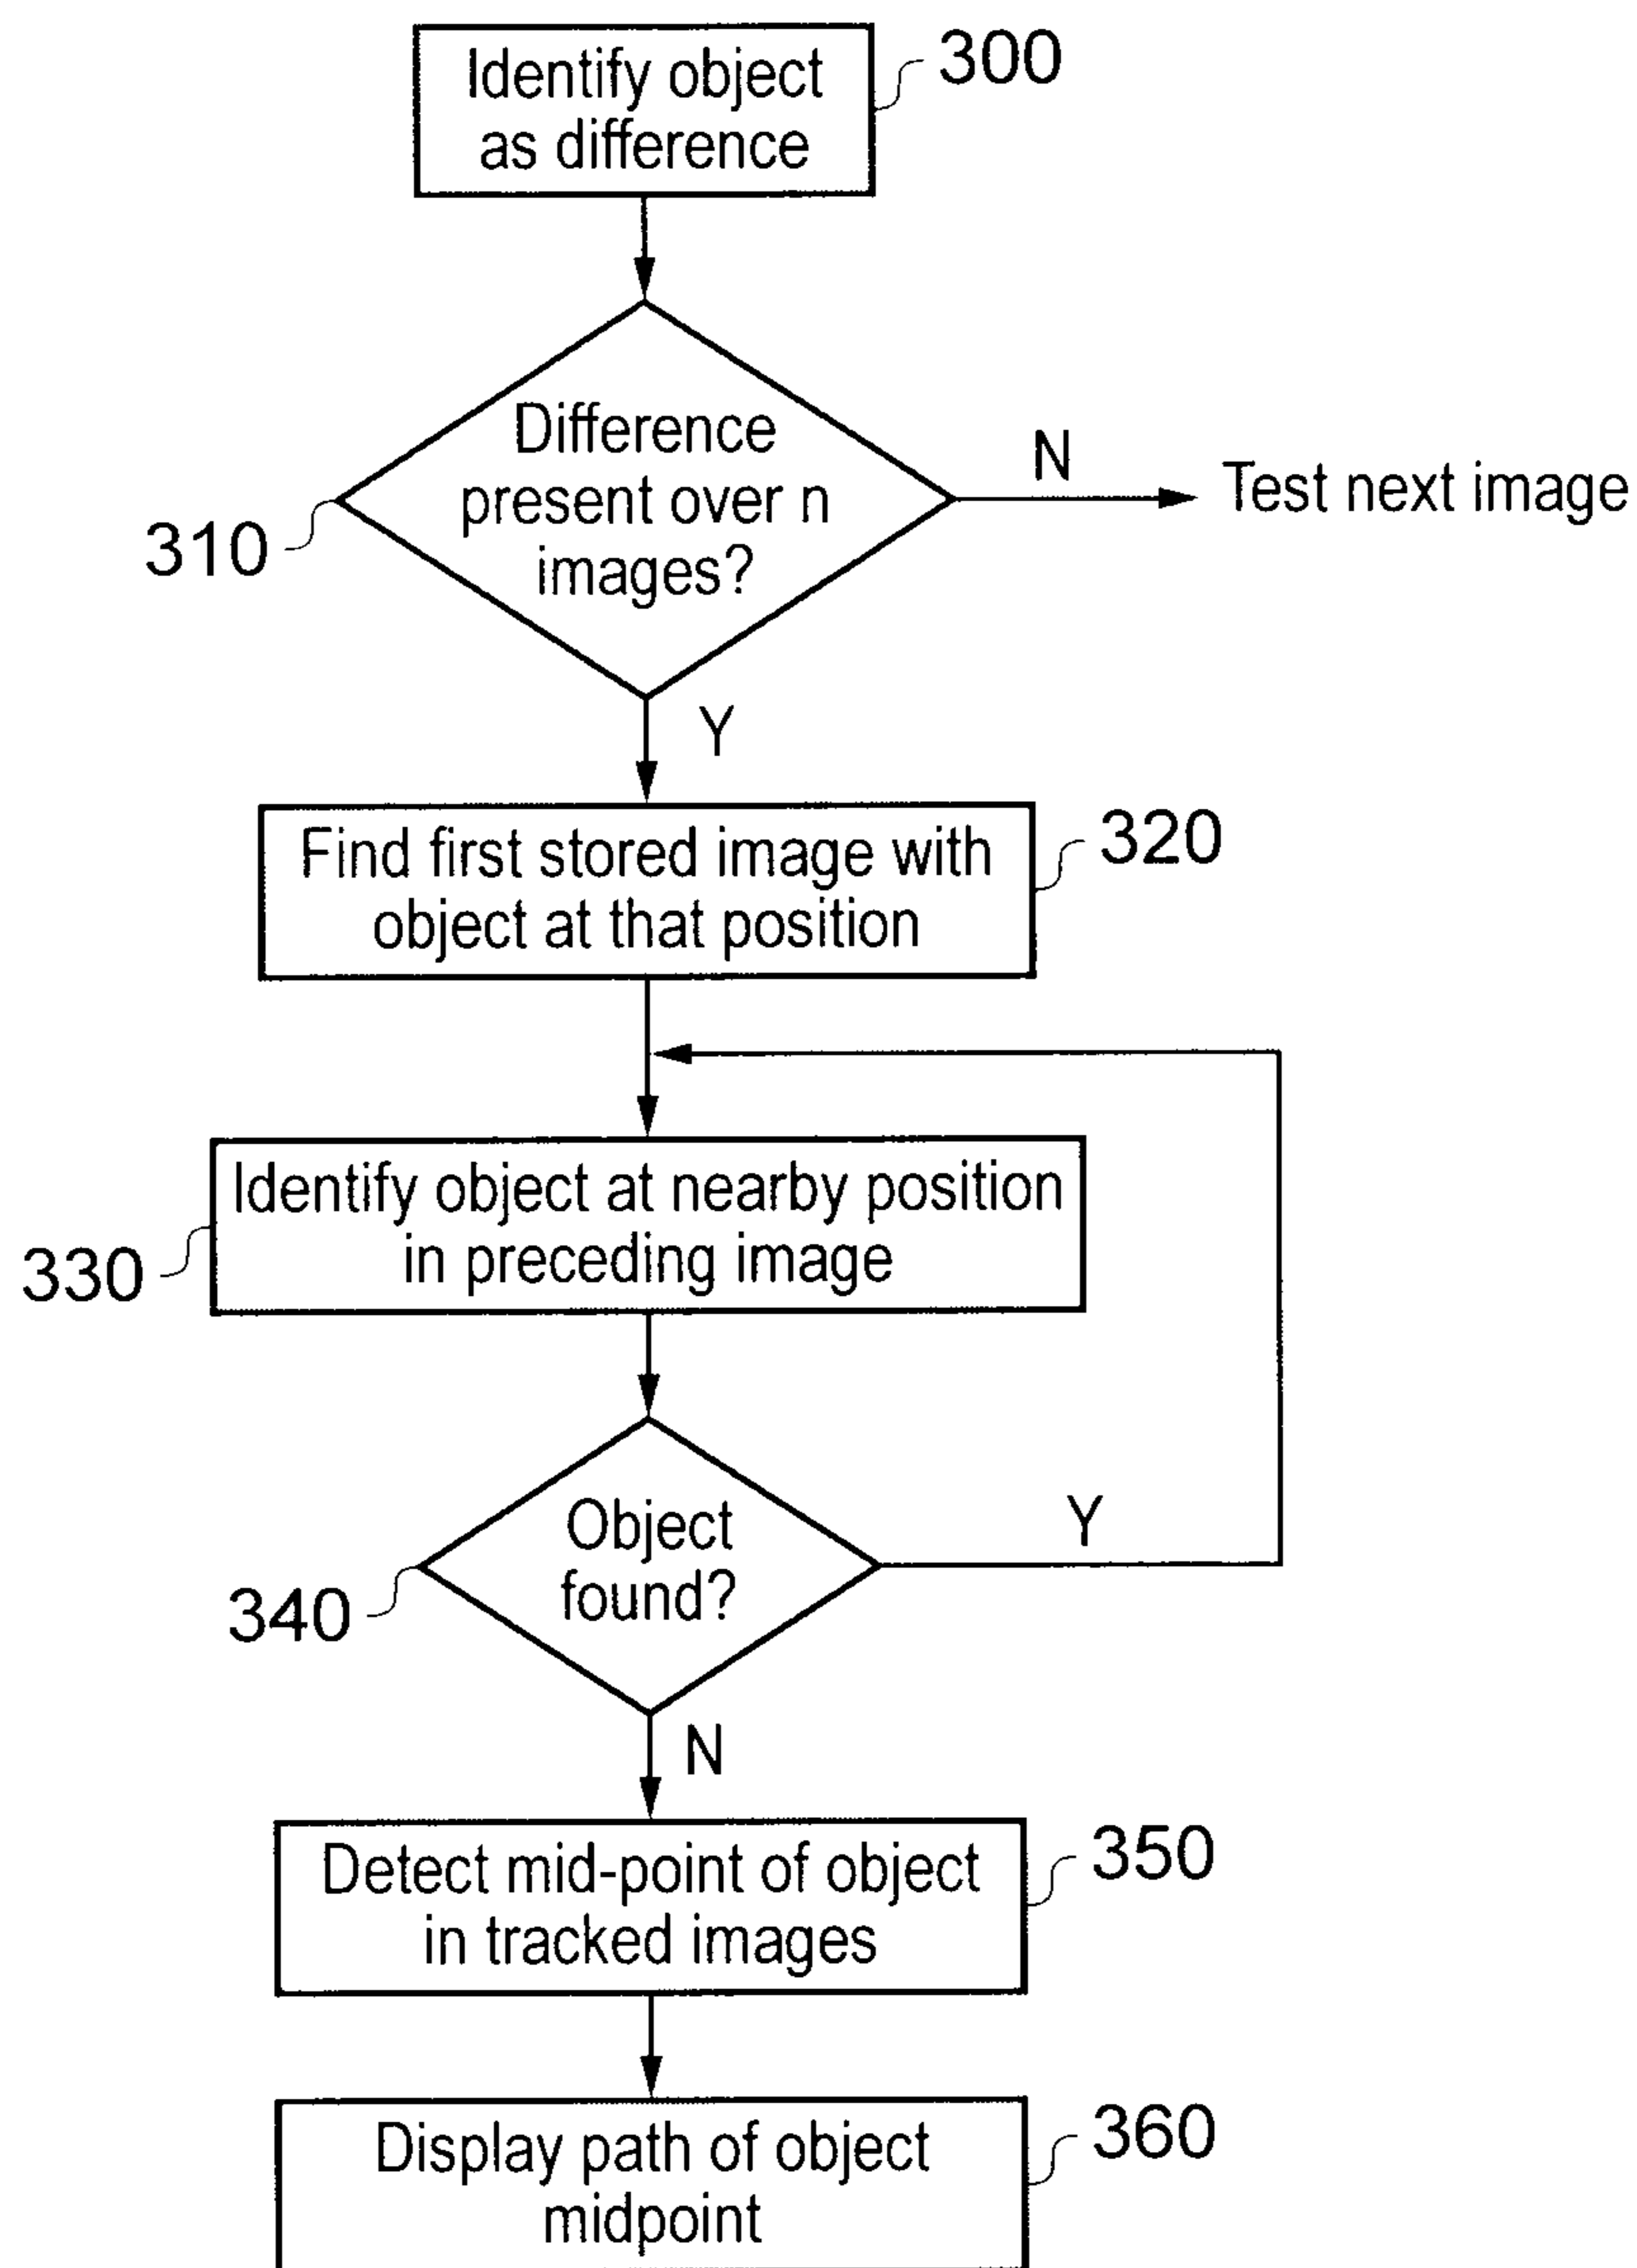 Identify object
as difference
300
Difference
present over n
images?
310
N
Test next image
Y
Find first stored image with
object at that position
320
Identify object at nearby position
in preceding image
330
Object
found?
340
Y
N
Detect mid-point of object
in tracked images
350
Display path of object
midpoint
360